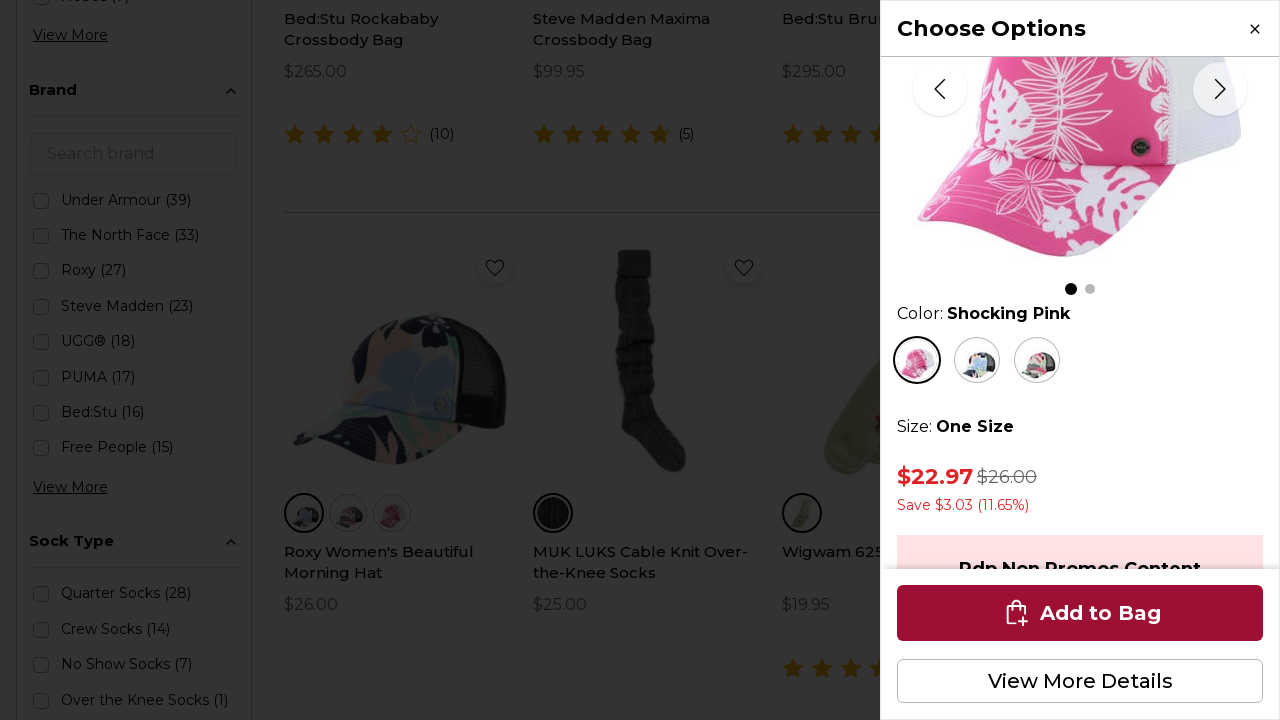 View More
Brand
Search brand
Under Armour (39)
The North Face (33)
Roxy (27)
Steve Madden (23)
UGG® (18)
PUMA (17)
Bed:Stu (16)
Free People (15)
View More
Sock Type
Quarter Socks (28)
Crew Socks (14)
No Show Socks (7)
Over the Knee Socks (1)
Bed:Stu Rockababy
Crossbody Bag
$265.00
(10)
Steve Madden Maxima
Crossbody Bag
$99.95
(5)
Bed:Stu
$295.00
Roxy Women's Beautiful
Morning Hat
$26.00
MUK LUKS Cable Knit Over-
the-Knee Socks
$25.00
Wigwam 625
$19.95
Choose Options
Color: Shocking Pink
Size: One Size
$22.97 $26.00
Save $3.03 (11.65%)
Pdp Non Promos Content
Add to Bag
View More Details